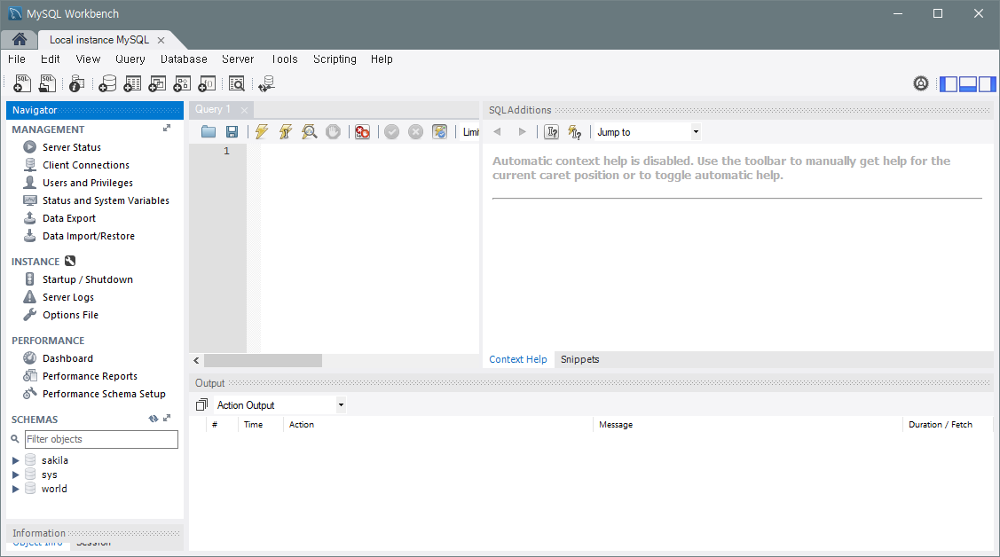 MySQL Workbench
Local instance MySQL
File Edit View Query Database Server Tools Scripting Help
Navigator
MANAGEMENT
Server Status
Client Connections
Users and Privileges
Status and System Variables
Data Export
Data Import/Restore
INSTANCE
Startup / Shutdown
Server Logs
Options File
PERFORMANCE
Dashboard
Performance Reports
Performance Schema Setup
SCHEMAS
Filter objects
sakila
sys
world
Information
Object Info Session
Query 1
Limi
1
SQLAdditions
Jump to
Automatic context help is disabled. Use the toolbar to manually get help for the
current caret position or to toggle automatic help.
Context Help Snippets
Output
Action Output
# Time Action Message Duration / Fetch